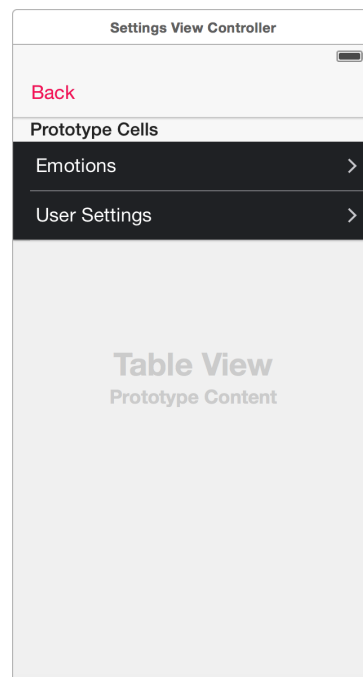 Settings View Controller
Back
Prototype Cells
Emotions
User Settings
Table View
Prototype Content